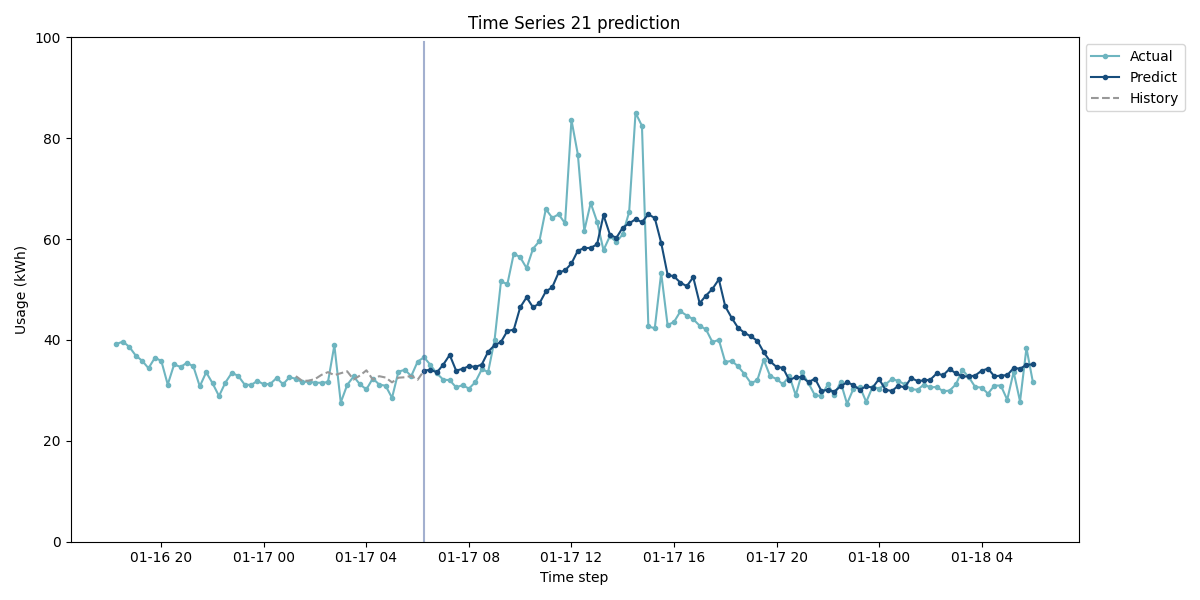 Time Series 21 prediction
100
80
60
40
20
0
Usage (kWh)
01-16 20
01-17 00
01-17 04
01-17 08
01-17 12
01-17 16
01-17 20
01-18 00
01-18 04
Time step
Actual
Predict
History